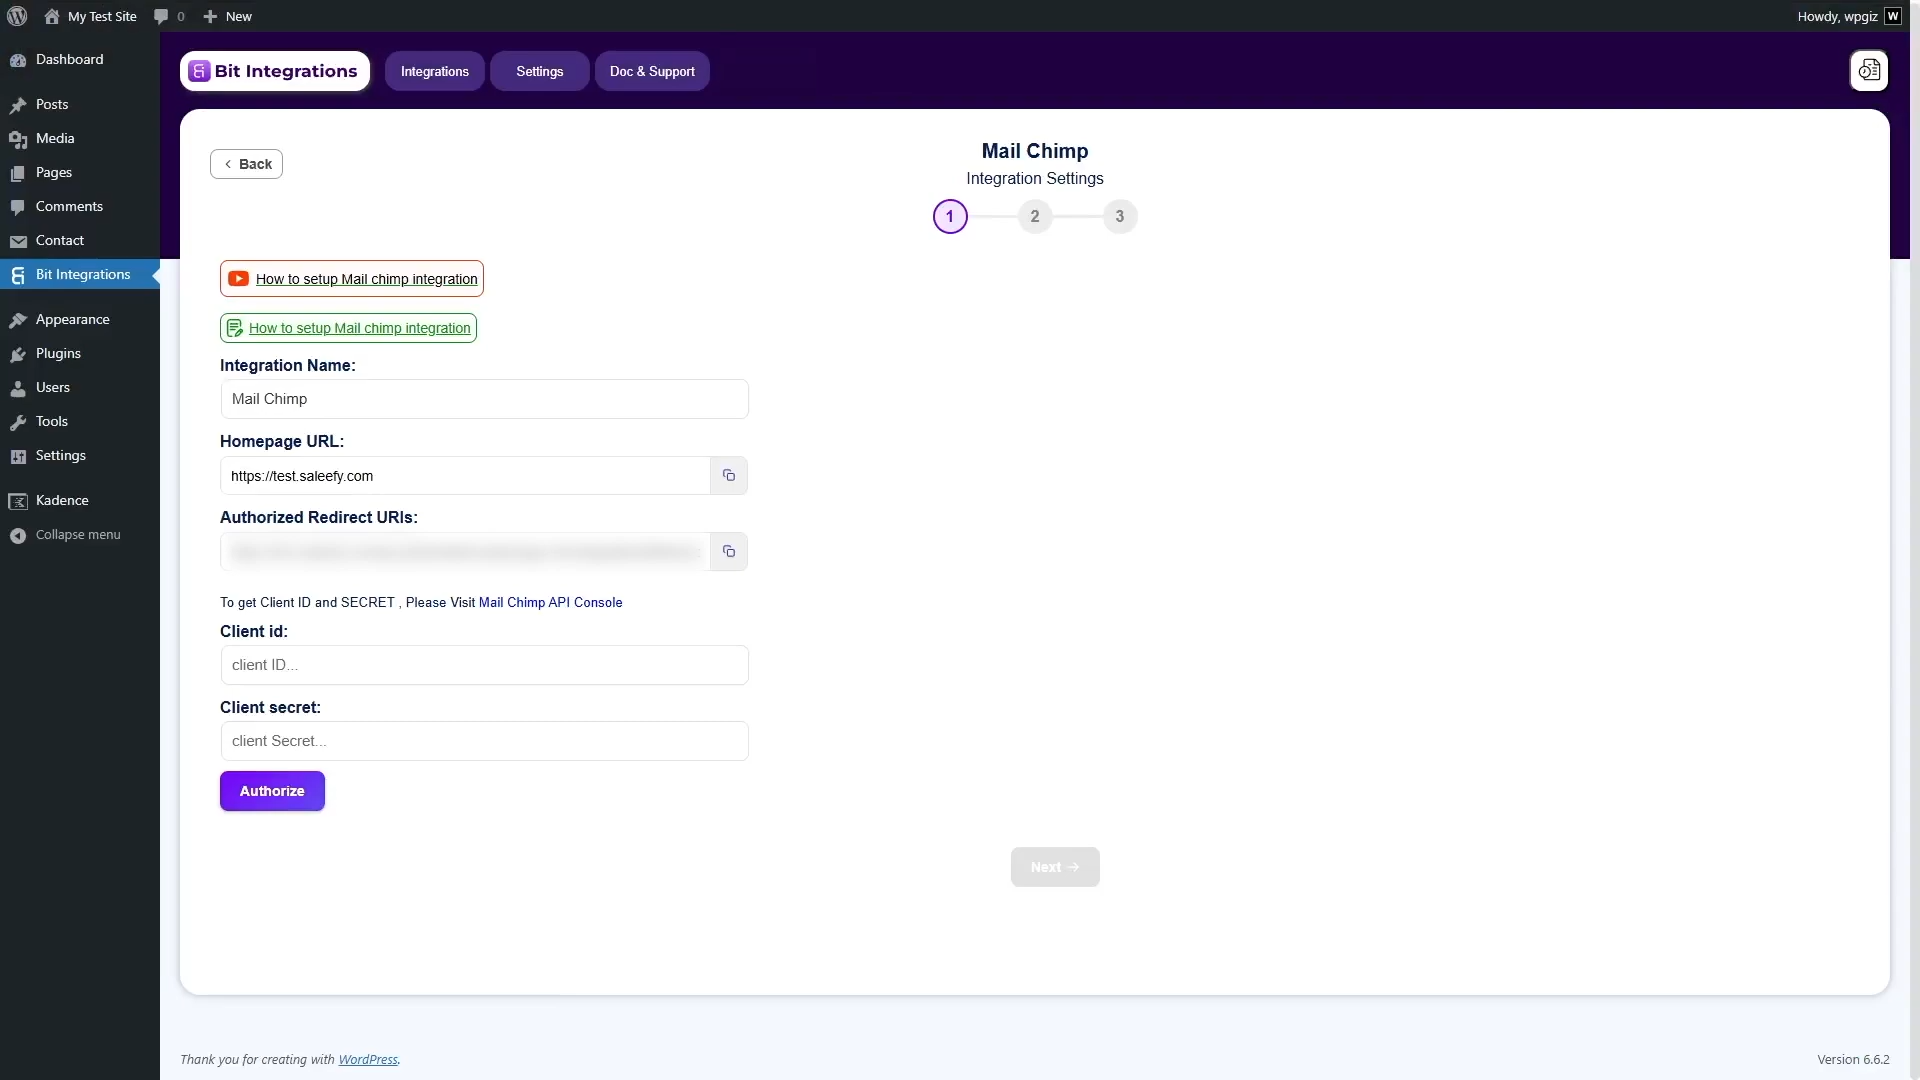 My Test Site
0
New
Howdy, wpgiz
W
Dashboard
Posts
Media
Pages
Comments
Contact
Bit Integrations
Appearance
Plugins
Users
Tools
Settings
Kadence
Collapse menu
Bit Integrations
Integrations
Settings
Doc & Support
Back
Mail Chimp
Integration Settings
1
2
3
How to setup Mail chimp integration
How to setup Mail chimp integration
Integration Name:
Mail Chimp
Homepage URL:
https://test.saleefy.com
Authorized Redirect URIs:
To get Client ID and SECRET , Please Visit Mail Chimp API Console
Client id:
client ID...
Client secret:
client Secret...
Authorize
Next
Thank you for creating with WordPress.
Version 6.6.2